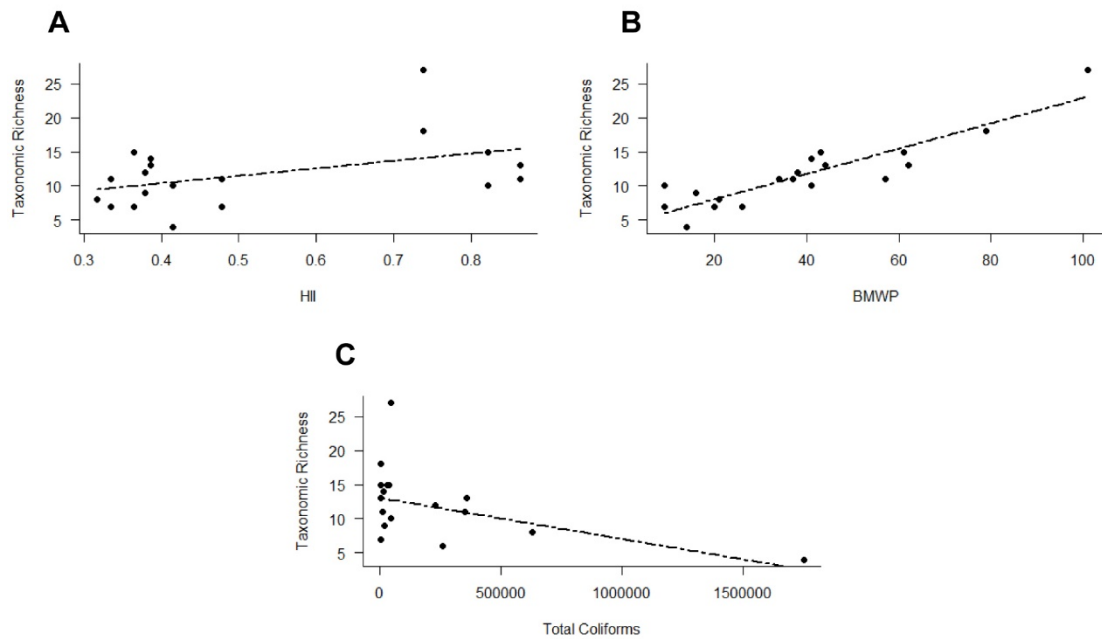 A
Taxonomic Richness
25
20
15
10
5
0.3 0.4 0.5 0.6 0.7 0.8
HII
B
Taxonomic Richness
25
20
15
10
5
20 40 60 80 100
BMWP
C
Taxonomic Richness
25
20
15
10
5
0 500000 1000000 1500000
Total Coliforms